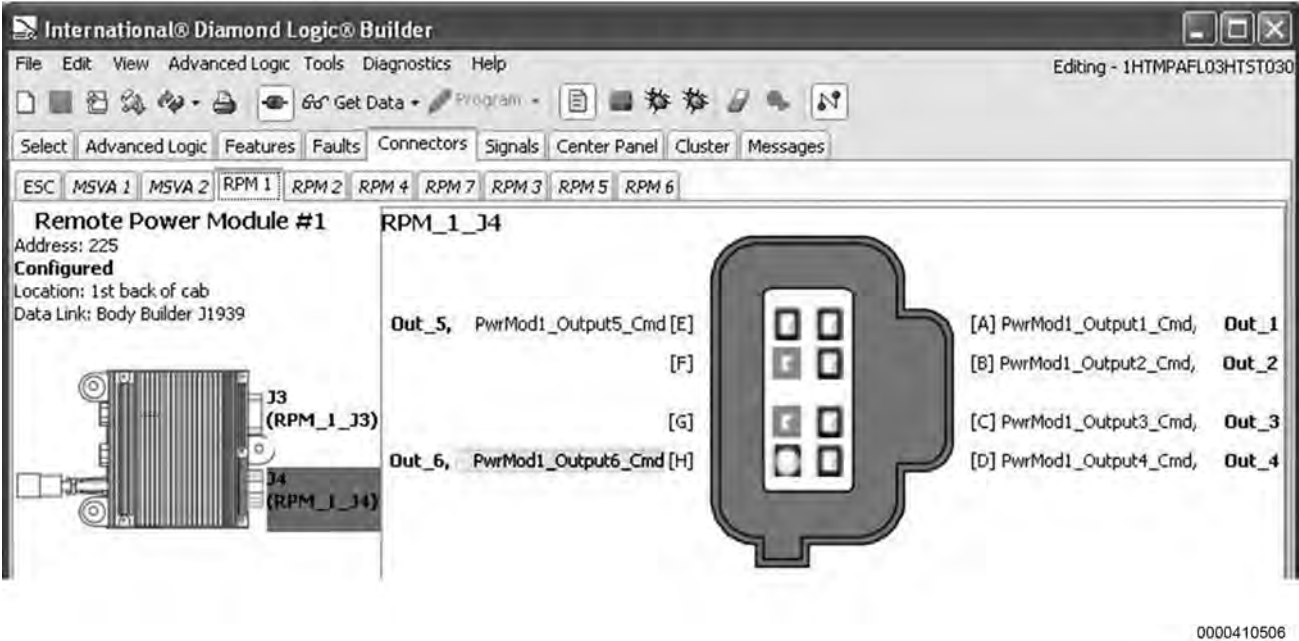 International® Diamond Logic® Builder
File Edit View Advanced Logic Tools Diagnostics Help Editing - 1HTMPAFL03HTST030
Get Data Program
Select Advanced Logic Features Faults Connectors Signals Center Panel Cluster Messages
ESC MSVA 1 MSVA 2 RPM 1 RPM 2 RPM 4 RPM 7 RPM 3 RPM 5 RPM 6
Remote Power Module #1
Address: 225
Configured
Location: 1st back of cab
Data Link: Body Builder J1939
J3
(RPM_1_J3)
J4
(RPM_1_J4)
RPM_1_J4
Out_5, PwrMod1_Output5_Cmd [E] [A] PwrMod1_Output1_Cmd, Out_1
[F] [B] PwrMod1_Output2_Cmd, Out_2
[G] [C] PwrMod1_Output3_Cmd, Out_3
Out_6, PwrMod1_Output6_Cmd [H] [D] PwrMod1_Output4_Cmd, Out_4
0000410506